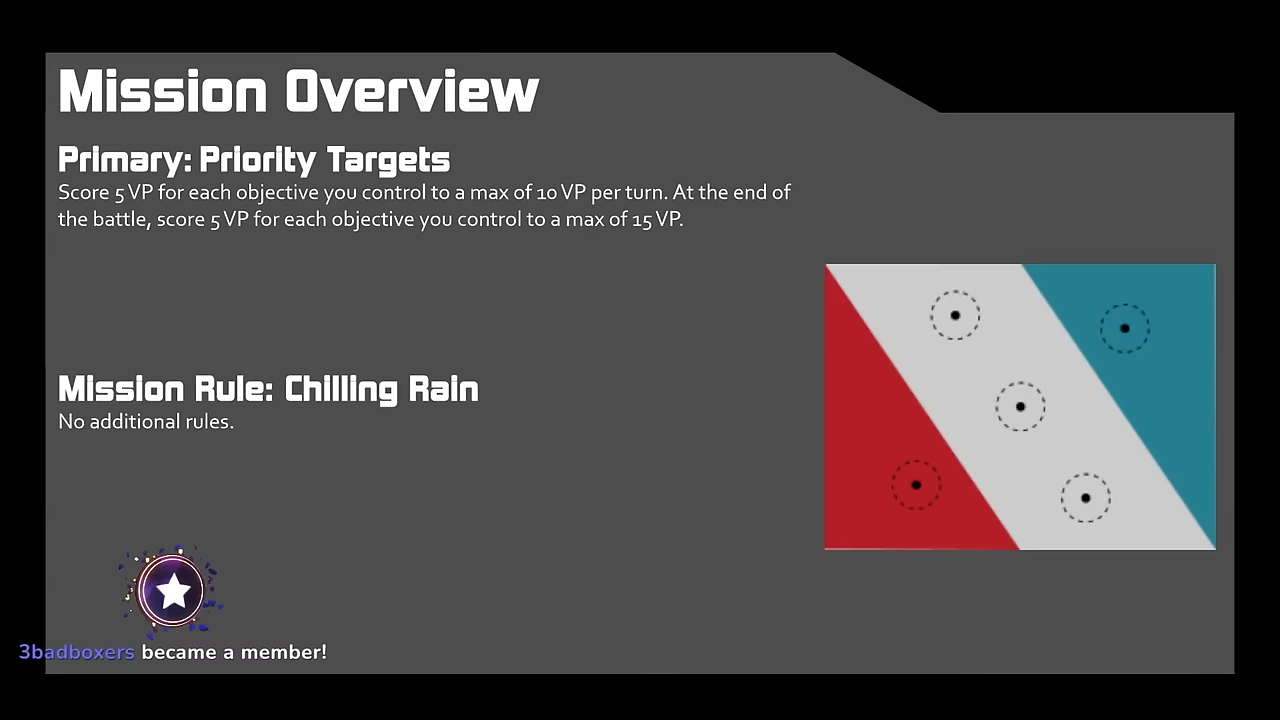 Mission Overview
Primary: Priority Targets
Score 5 VP for each objective you control to a max of 10 VP per turn. At the end of
the battle, score 5 VP for each objective you control to a max of 15 VP.
Mission Rule: Chilling Rain
No additional rules.
3badboxers became a member!